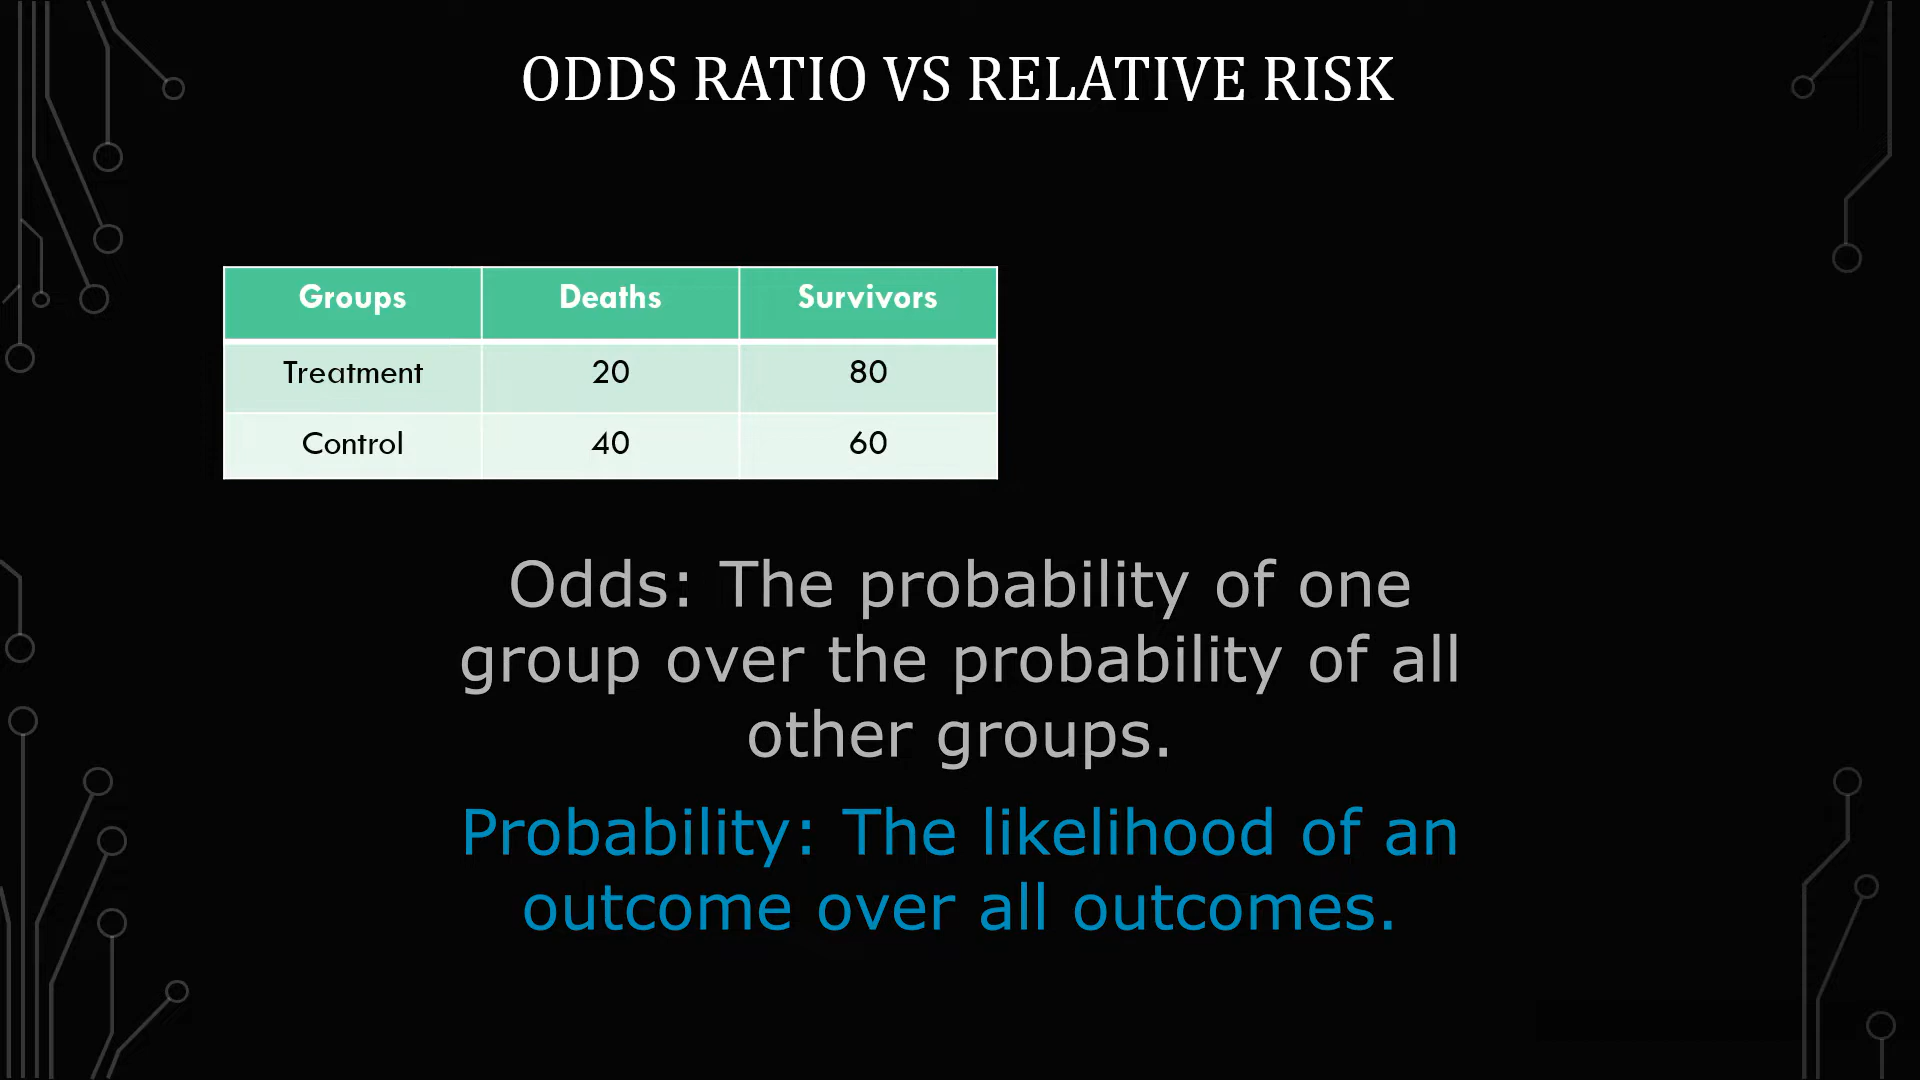 ODDS RATIO VS RELATIVE RISK
Groups Deaths Survivors
Treatment 20 80
Control 40 60
Odds: The probability of one
group over the probability of all
other groups.
Probability: The likelihood of an
outcome over all outcomes.